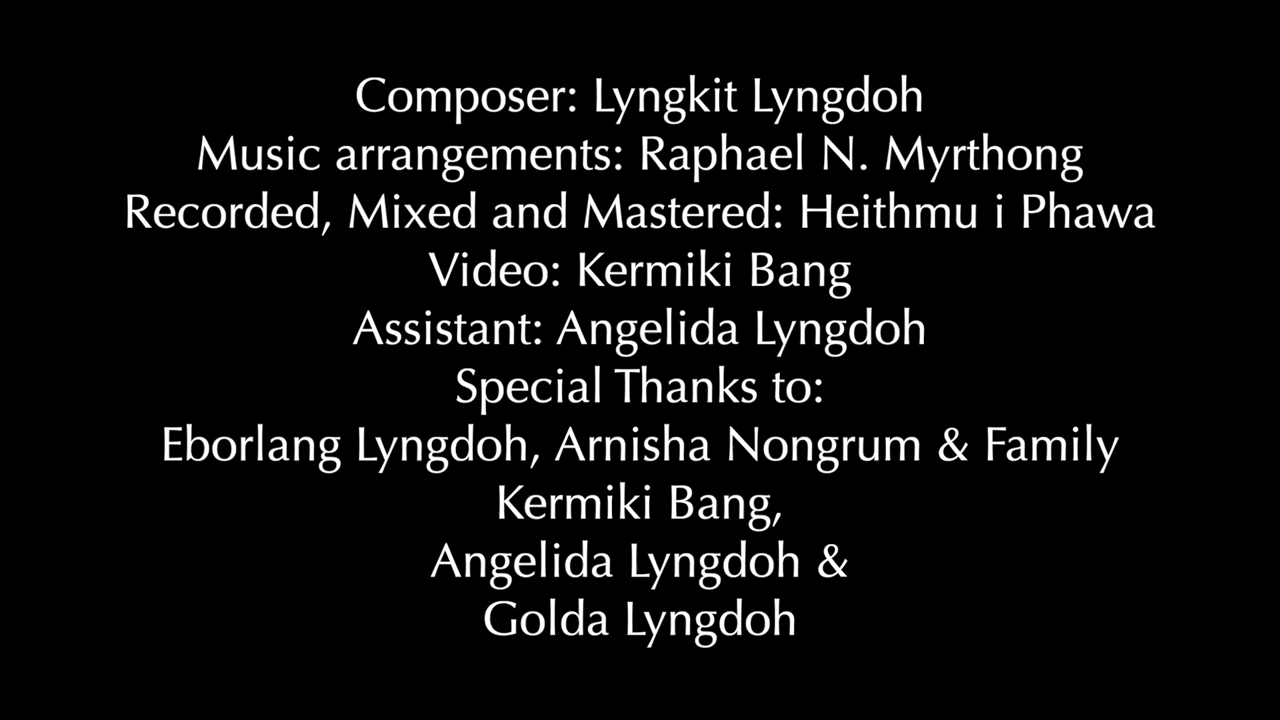 Composer: Lyngkit Lyngdoh
Music arrangements: Raphael N. Myrthong
Recorded, Mixed and Mastered: Heithmu i Phawa
Video: Kermiki Bang
Assistant: Angelida Lyngdoh
Special Thanks to:
Eborlang Lyngdoh, Arnisha Nongrum & Family
Kermiki Bang,
Angelida Lyngdoh &
Golda Lyngdoh